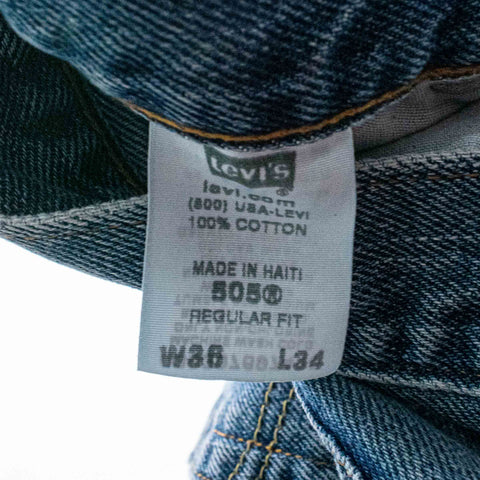 Levi's®
levi.com
(800) USA-LEVI
100% COTTON
MADE IN HAITI
505®
REGULAR FIT
W36 L34